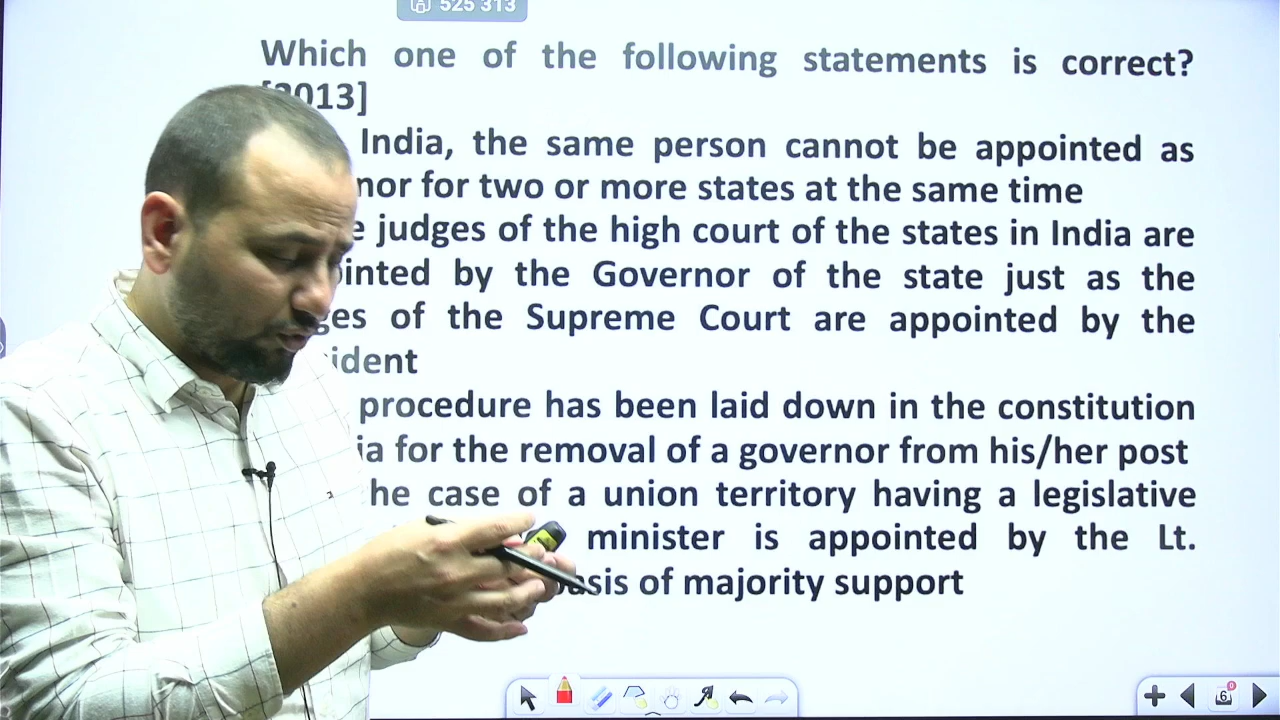 525 313
Which one of the following statements is correct?
[2013]
India, the same person cannot be appointed as
nor for two or more states at the same time
judges of the high court of the states in India are
inted by the Governor of the state just as the
ges of the Supreme Court are appointed by the
ident
procedure has been laid down in the constitution
ia for the removal of a governor from his/her post
he case of a union territory having a legislative
minister is appointed by the Lt.
asis of majority support
6
0